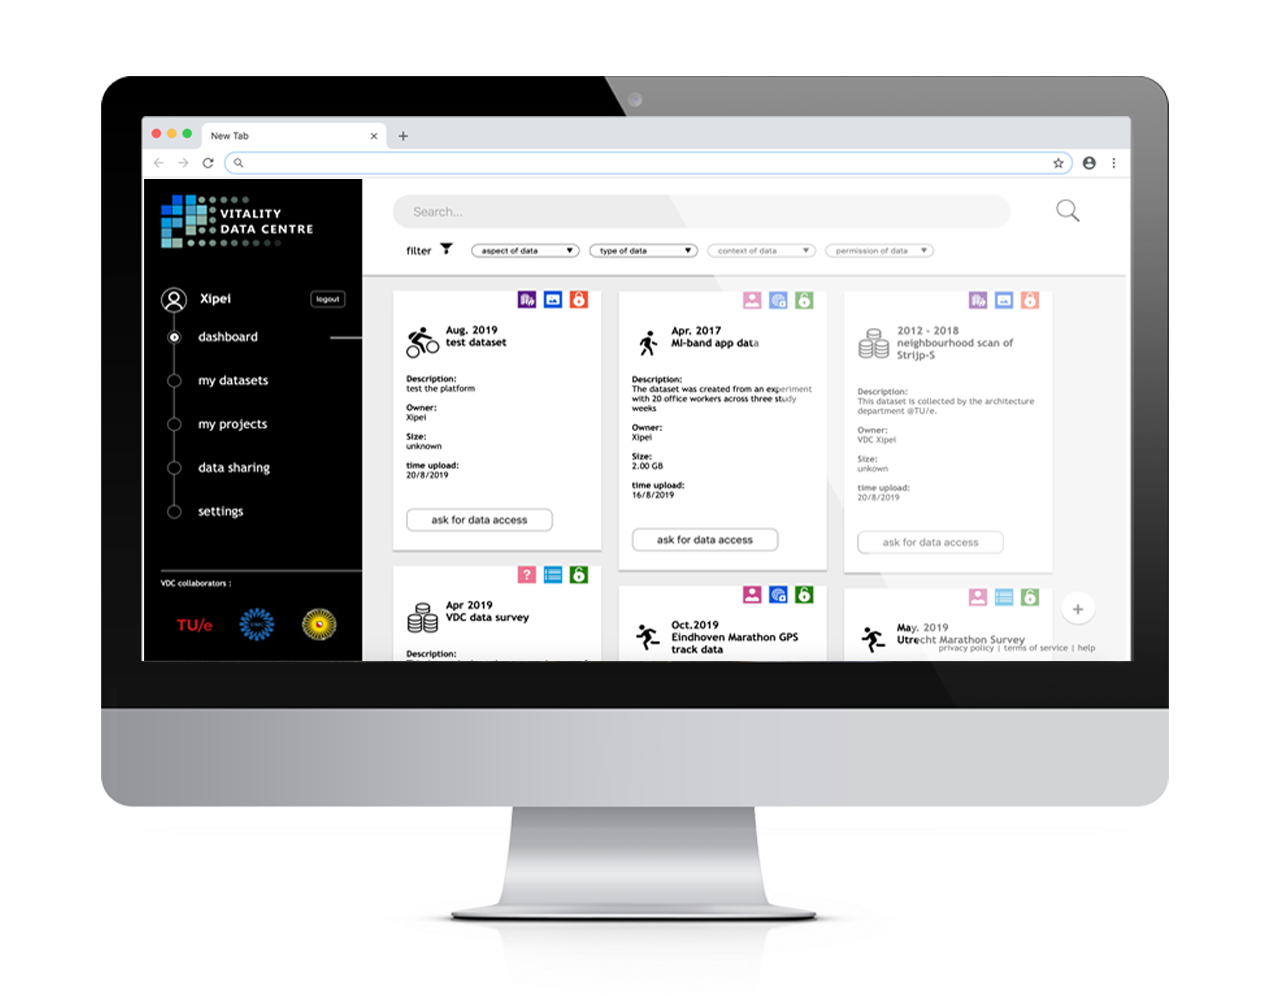 New Tab
VITALITY
DATA CENTRE
Xipei
logout
dashboard
my datasets
my projects
data sharing
settings
VDC collaborators :
TU/e
Search...
filter
aspect of data
type of data
context of data
permission of data
Aug. 2019
test dataset
Description:
test the platform
Owner:
Xipei
Size:
unknown
time upload:
20/8/2019
ask for data access
Apr. 2017
MI-band app data
Description:
The dataset was created from an experiment
with 20 office workers across three study
weeks
Owner:
Xipei
Size:
2.00 GB
time upload:
16/8/2019
ask for data access
2012 - 2018
neighbourhood scan of
Strijp-S
Description:
This dataset is collected by the architecture
department @TU/e.
Owner:
VDC Xipei
Size:
unkown
time upload:
20/8/2019
ask for data access
?
Apr 2019
VDC data survey
Description:
Oct.2019
Eindhoven Marathon GPS
track data
May. 2019
Utrecht Marathon Survey
privacy policy | terms of service | help